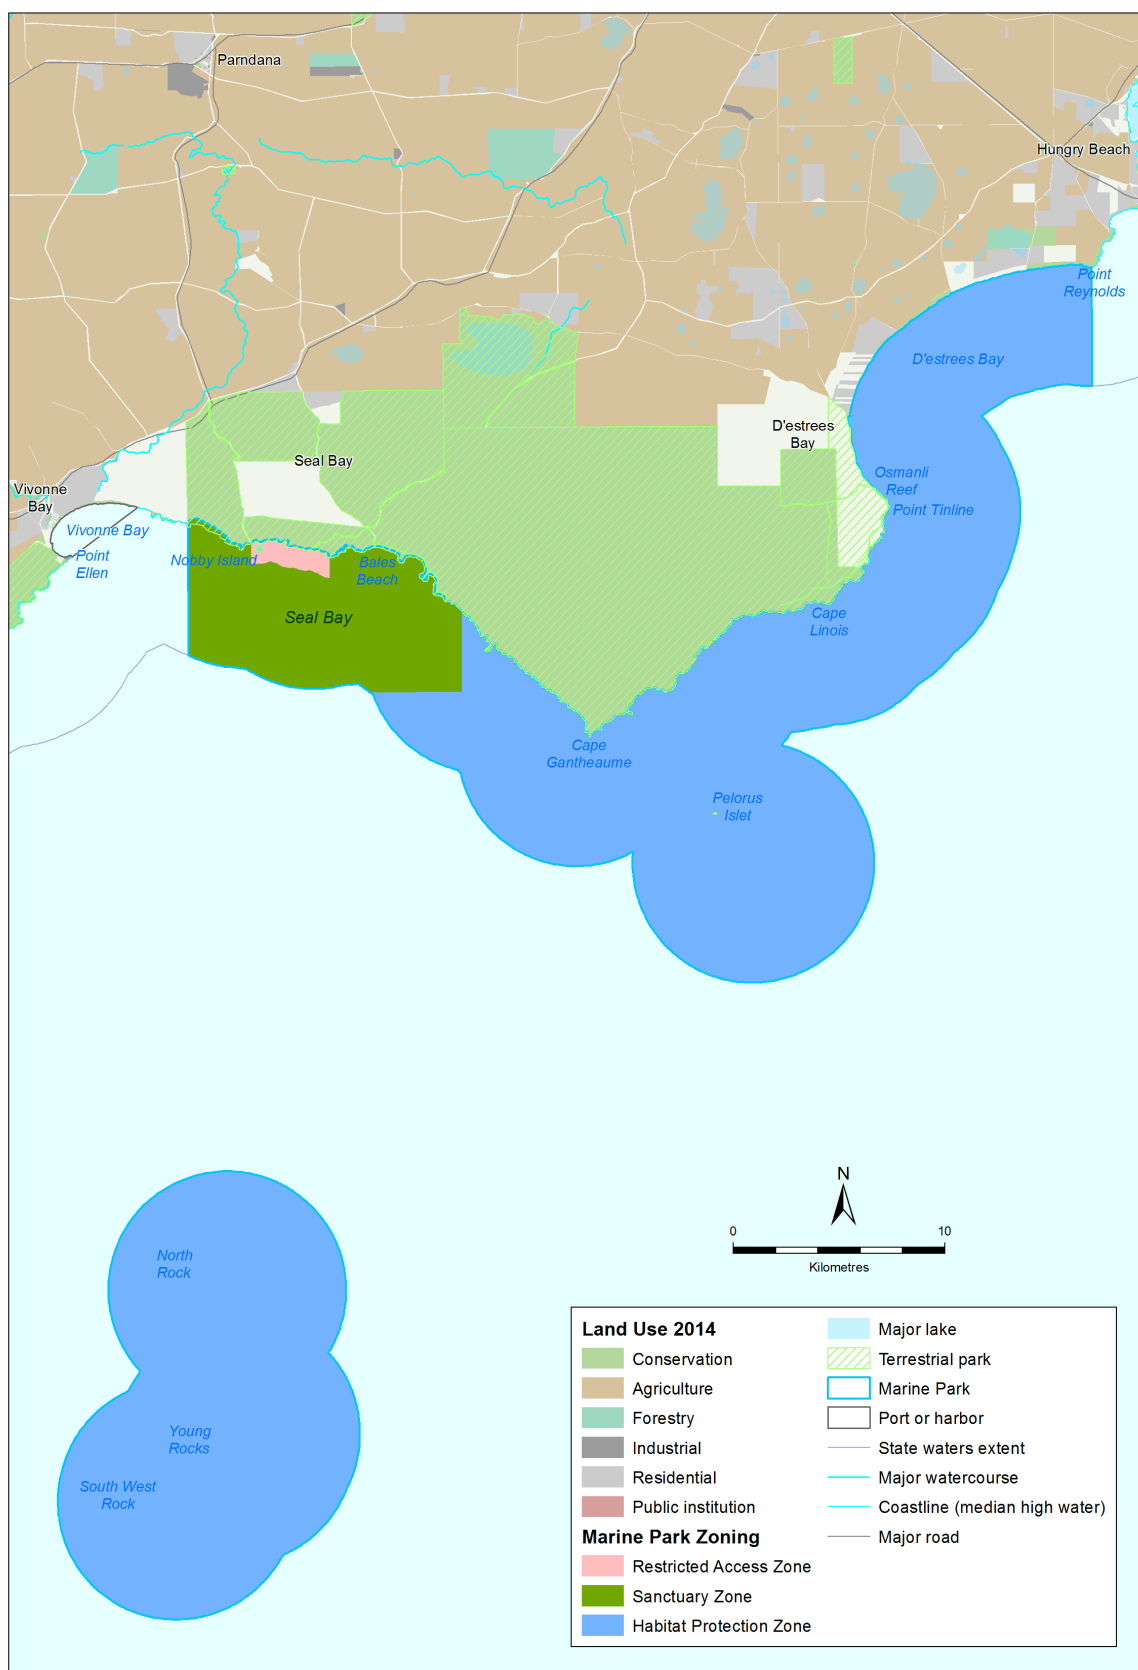 Parndana
Hungry Beach
Point
Reynolds
D'estrees Bay
D'estrees
Bay
Seal Bay
Osmanli
Reef
Vivonne
Bay
Point Tinline
Vivonne Bay
Point
Ellen
Nobby Island
Bales
Beach
Seal Bay
Cape
Linois
Cape
Gantheaume
Pelorus
Islet
N
0
10
Kilometres
North
Rock
Young
Rocks
South West
Rock
Land Use 2014
Conservation
Agriculture
Forestry
Industrial
Residential
Public institution
Marine Park Zoning
Restricted Access Zone
Sanctuary Zone
Habitat Protection Zone
Major lake
Terrestrial park
Marine Park
Port or harbor
State waters extent
Major watercourse
Coastline (median high water)
Major road